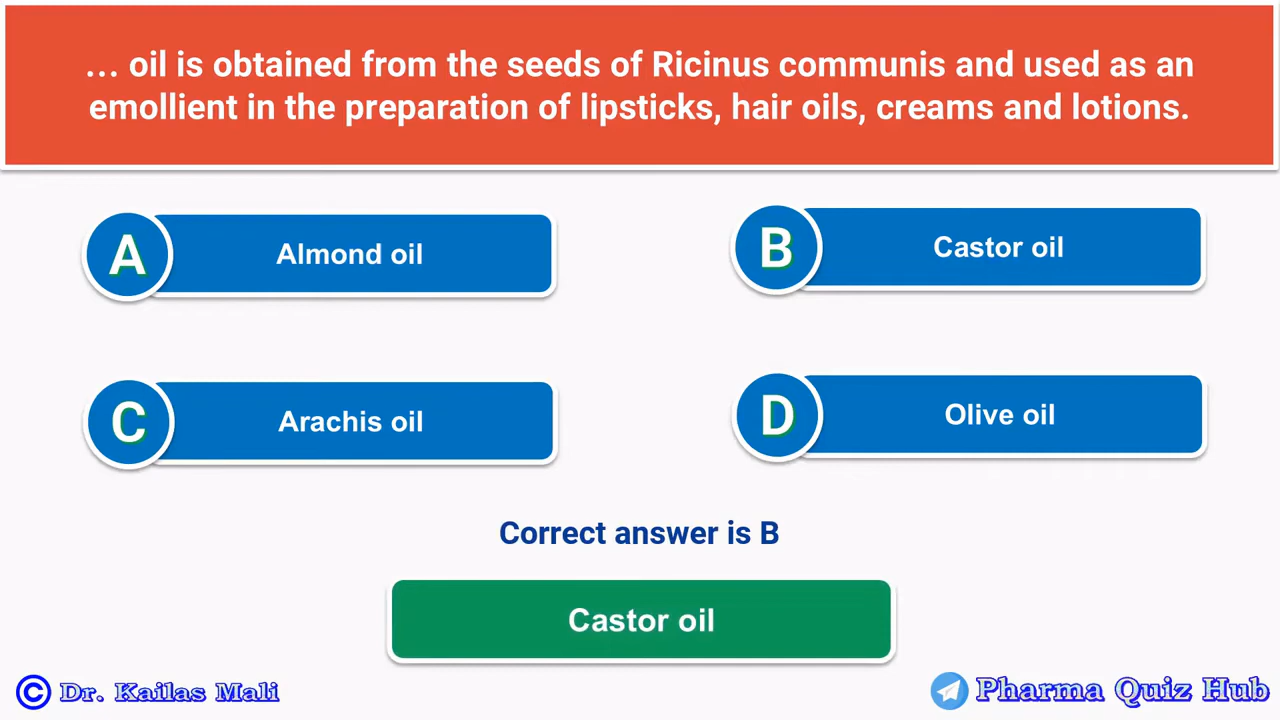 ... oil is obtained from the seeds of Ricinus communis and used as an
emollient in the preparation of lipsticks, hair oils, creams and lotions.
A
Almond oil
B
Castor oil
C
Arachis oil
D
Olive oil
Correct answer is B
Castor oil
© Dr. Kailas Mali
Pharma Quiz Hub